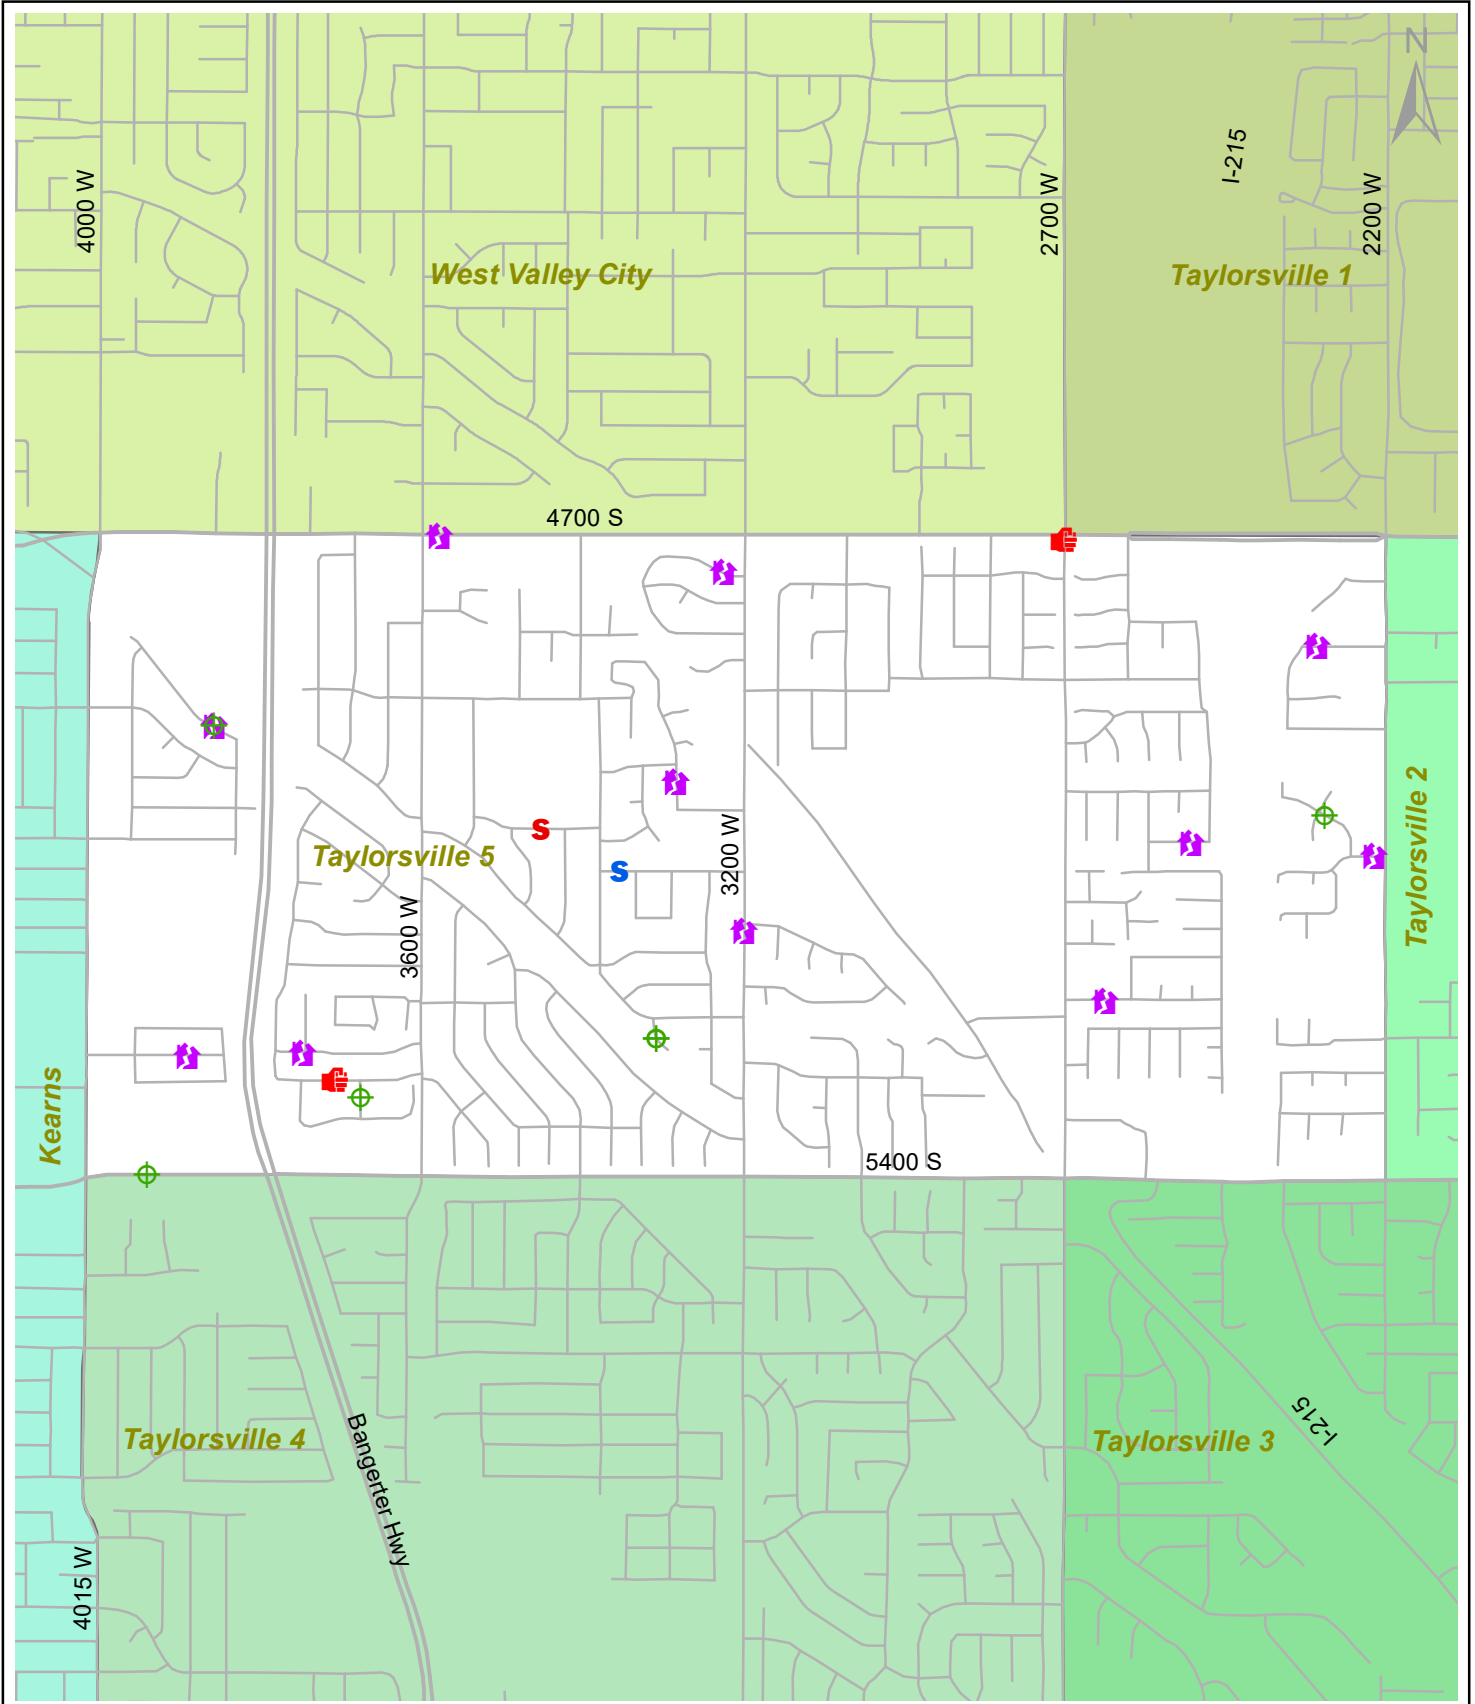 N
I-215
4000 W
2700 W
2200 W
West Valley City
Taylorsville 1
4700 S
S
Taylorsville 5
S
3200 W
Taylorsville 2
3600 W
Kearns
5400 S
I-215
Taylorsville 4
Taylorsville 3
Bangerter Hwy
4015 W